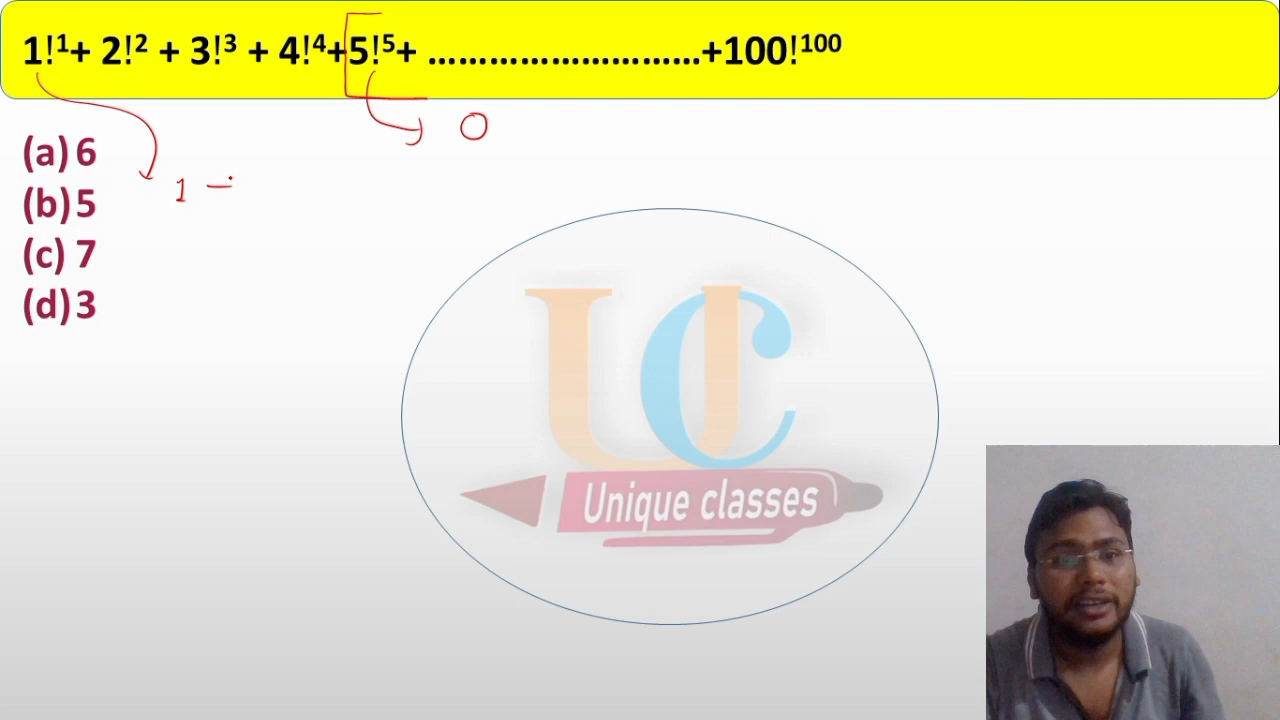 1!¹+ 2!² + 3!³ + 4!⁴+5!⁵+ ...........................+100!¹⁰⁰
0
(a) 6
1 -
(b) 5
(c) 7
(d) 3
UC
Unique classes